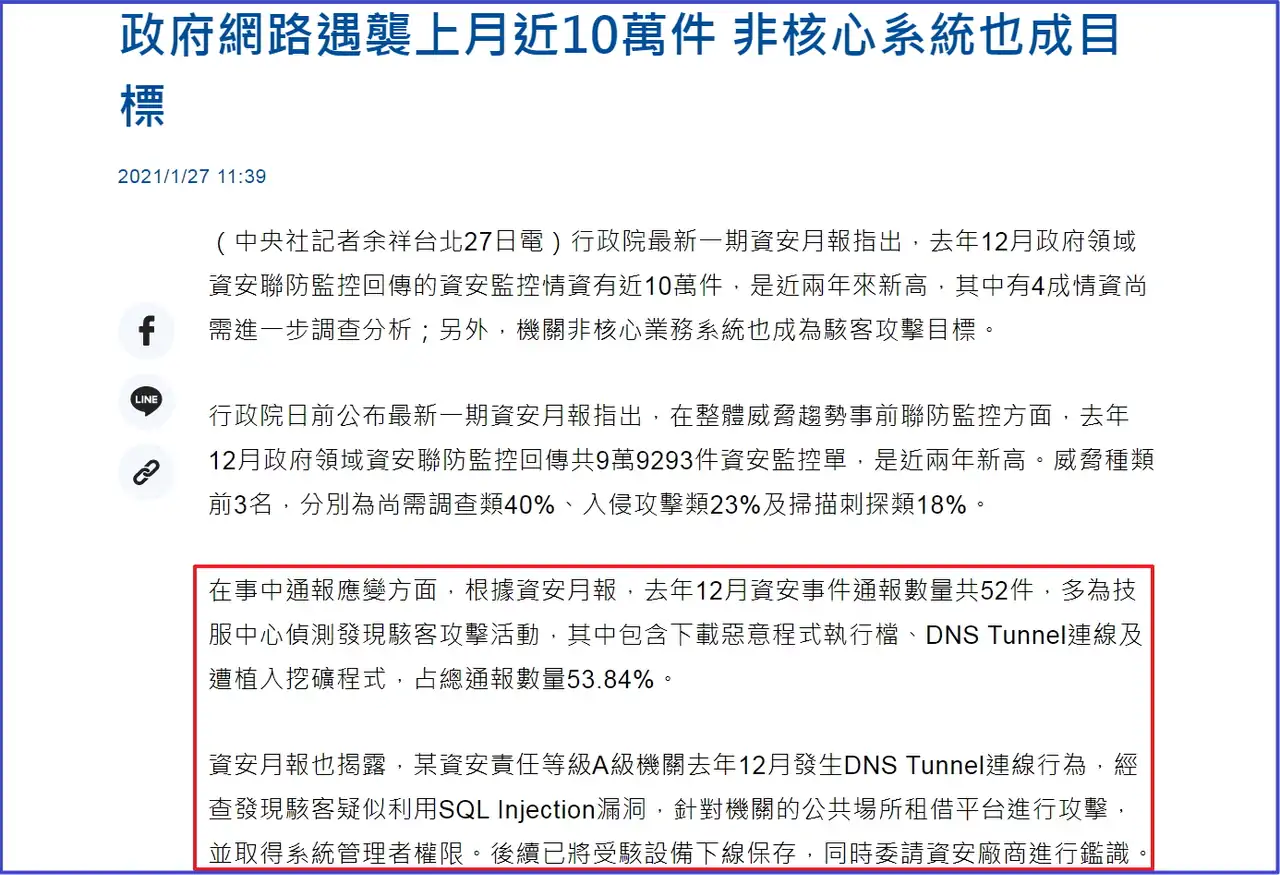 政府網路遇襲上月近10萬件 非核心系統也成目
標
2021/1/27 11:39
（中央社記者余祥台北27日電）行政院最新一期資安月報指出，去年12月政府領域
資安聯防監控回傳的資安監控情資有近10萬件，是近兩年來新高，其中有4成情資尚
需進一步調查分析；另外，機關非核心業務系統也成為駭客攻擊目標。
LINE
行政院日前公布最新一期資安月報指出，在整體威脅趨勢事前聯防監控方面，去年
12月政府領域資安聯防監控回傳共9萬9293件資安監控單，是近兩年新高。威脅種類
前3名，分別為尚需調查類40%、入侵攻擊類23%及掃描刺探類18%。
在事中通報應變方面，根據資安月報，去年12月資安事件通報數量共52件，多為技
服中心偵測發現駭客攻擊活動，其中包含下載惡意程式執行檔、DNS Tunnel連線及
遭植入挖礦程式，占總通報數量53.84%。
資安月報也揭露，某資安責任等級A級機關去年12月發生DNS Tunnel連線行為，經
查發現駭客疑似利用SQL Injection漏洞，針對機關的公共場所租借平台進行攻擊，
並取得系統管理者權限。後續已將受駭設備下線保存，同時委請資安廠商進行鑑識。